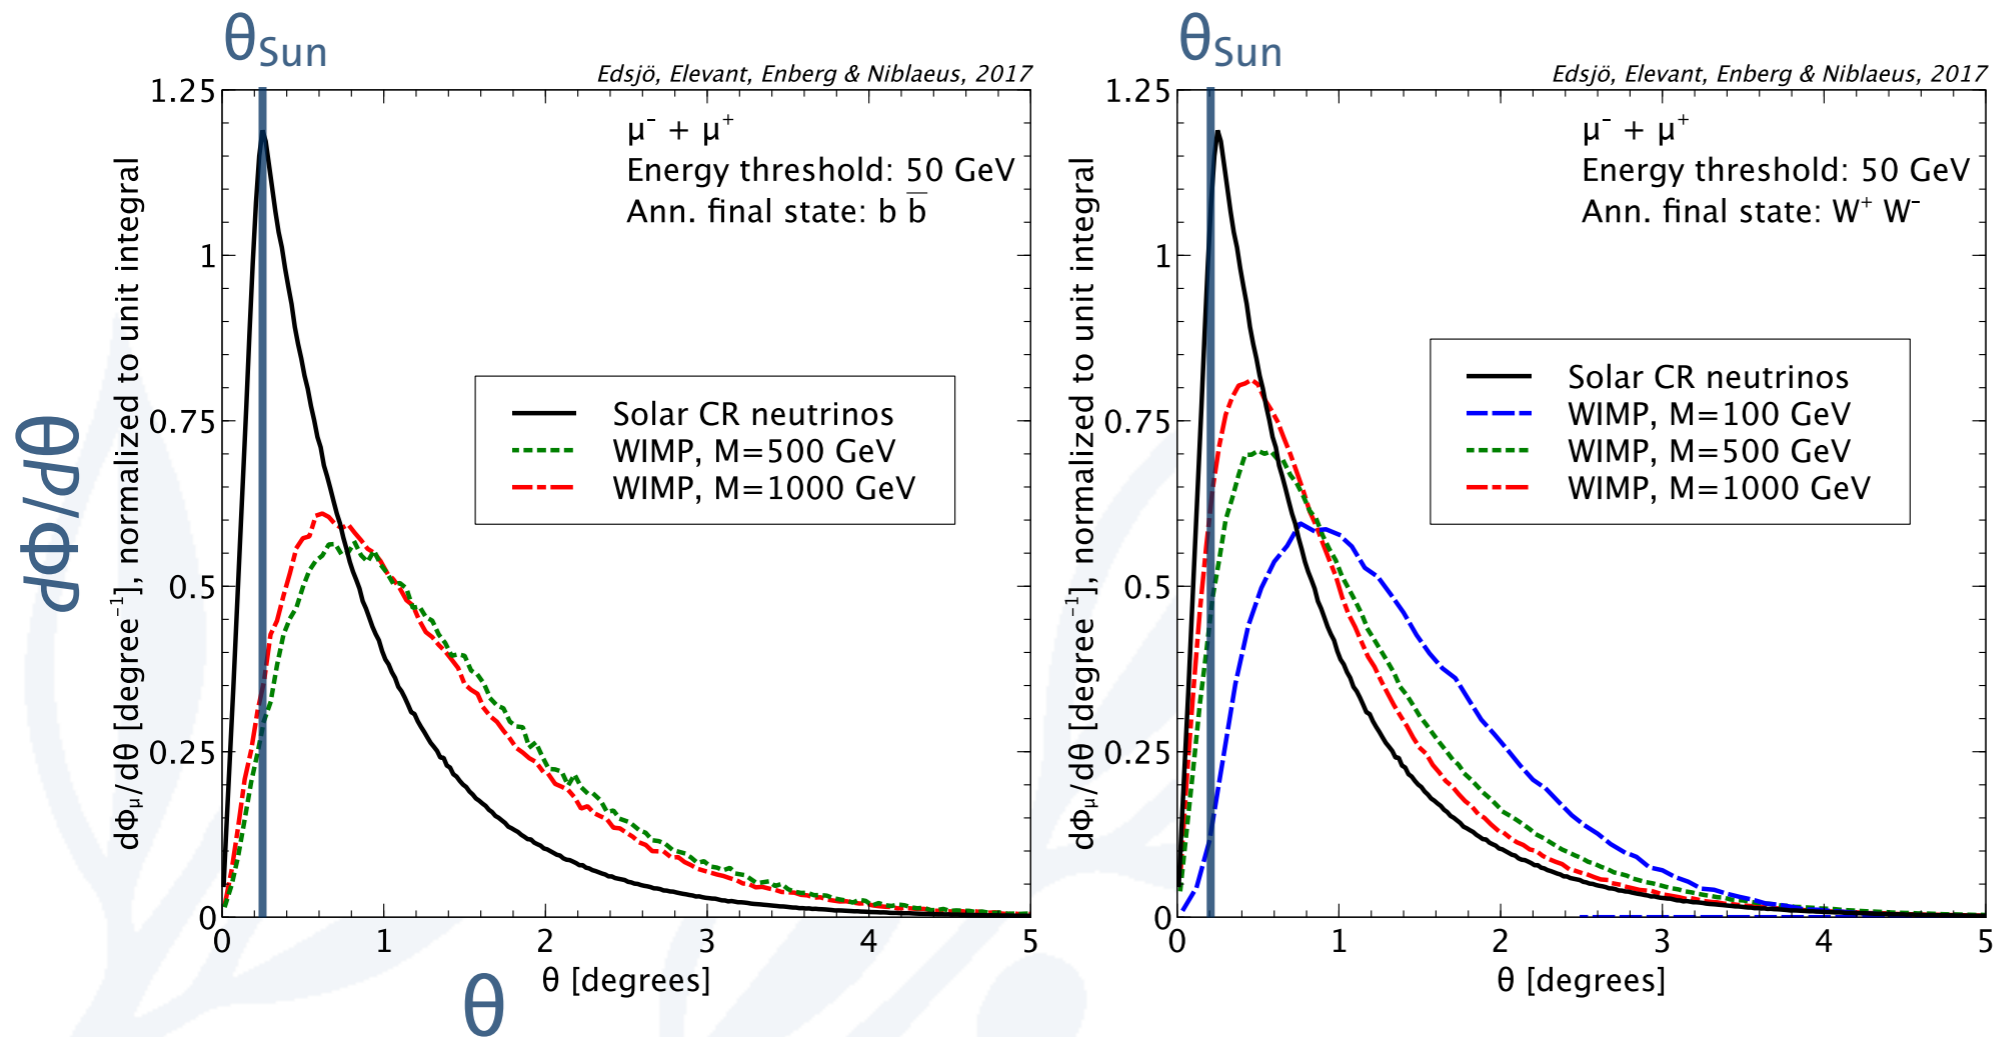 θSun
Edsjö, Elevant, Enberg & Niblaeus, 2017
μ⁻ + μ⁺
Energy threshold: 50 GeV
Ann. final state: b b̅
Solar CR neutrinos
WIMP, M=500 GeV
WIMP, M=1000 GeV
1.25
1
0.75
0.5
0.25
0
0 1 2 3 4 5
dΦμ/dθ [degree⁻¹], normalized to unit integral
θ [degrees]
dΦ/dθ
θ
θSun
Edsjö, Elevant, Enberg & Niblaeus, 2017
μ⁻ + μ⁺
Energy threshold: 50 GeV
Ann. final state: W⁺ W⁻
Solar CR neutrinos
WIMP, M=100 GeV
WIMP, M=500 GeV
WIMP, M=1000 GeV
1.25
1
0.75
0.5
0.25
0
0 1 2 3 4 5
dΦμ/dθ [degree⁻¹], normalized to unit integral
θ [degrees]